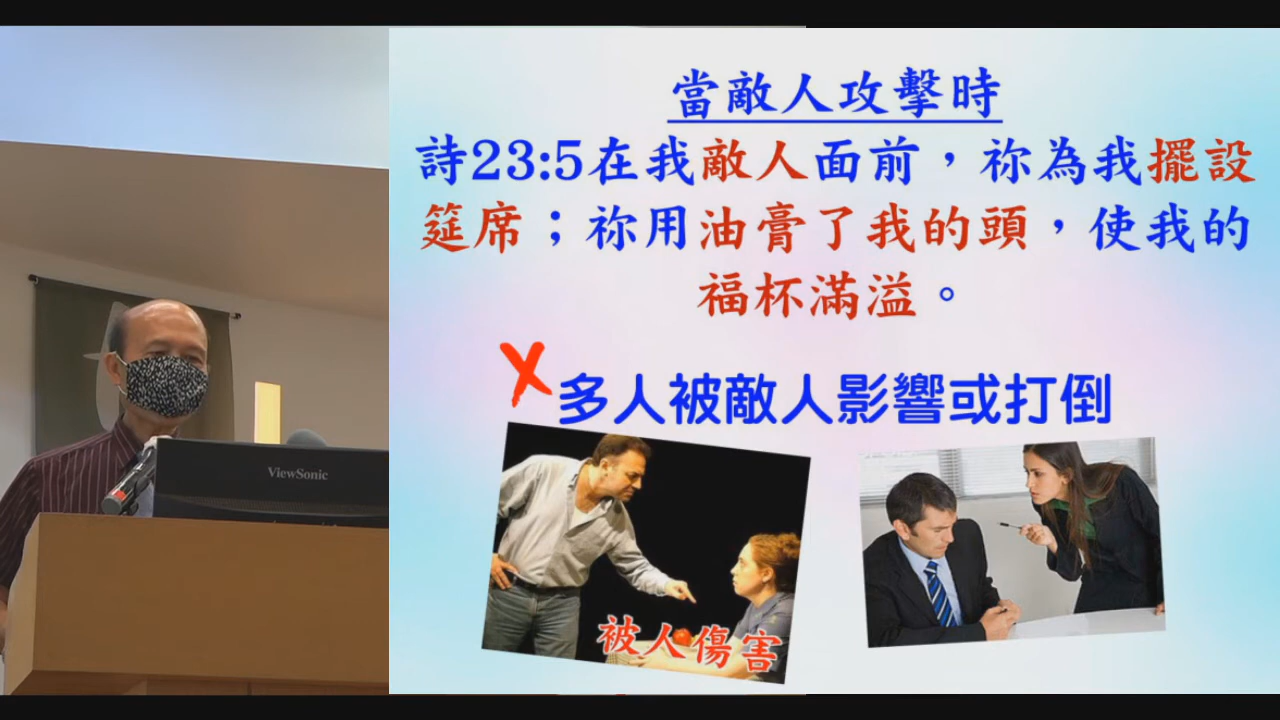 當敵人攻擊時
詩23:5在我敵人面前，祢為我擺設
筵席；祢用油膏了我的頭，使我的
福杯滿溢。
X多人被敵人影響或打倒
被人傷害
ViewSonic